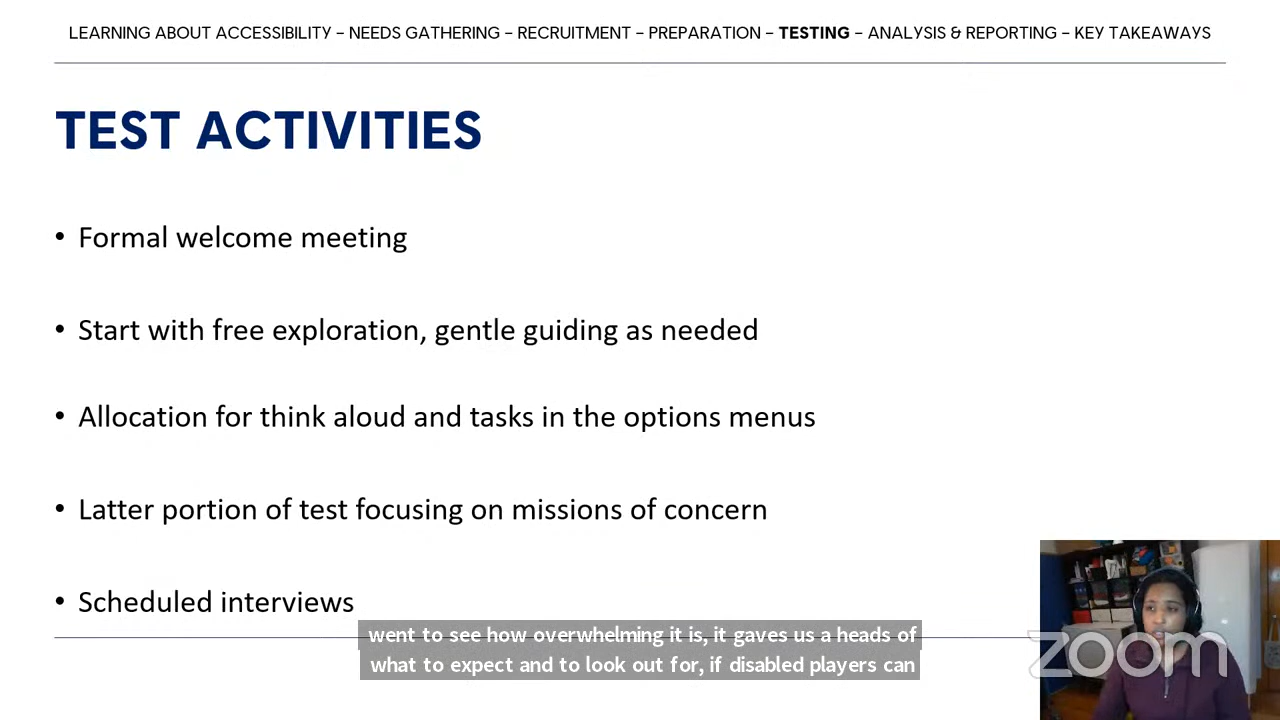 LEARNING ABOUT ACCESSIBILITY – NEEDS GATHERING – RECRUITMENT – PREPARATION – TESTING – ANALYSIS & REPORTING – KEY TAKEAWAYS
TEST ACTIVITIES
• Formal welcome meeting
• Start with free exploration, gentle guiding as needed
• Allocation for think aloud and tasks in the options menus
• Latter portion of test focusing on missions of concern
• Scheduled interviews
went to see how overwhelming it is, it gaves us a heads of
what to expect and to look out for, if disabled players can
zoom